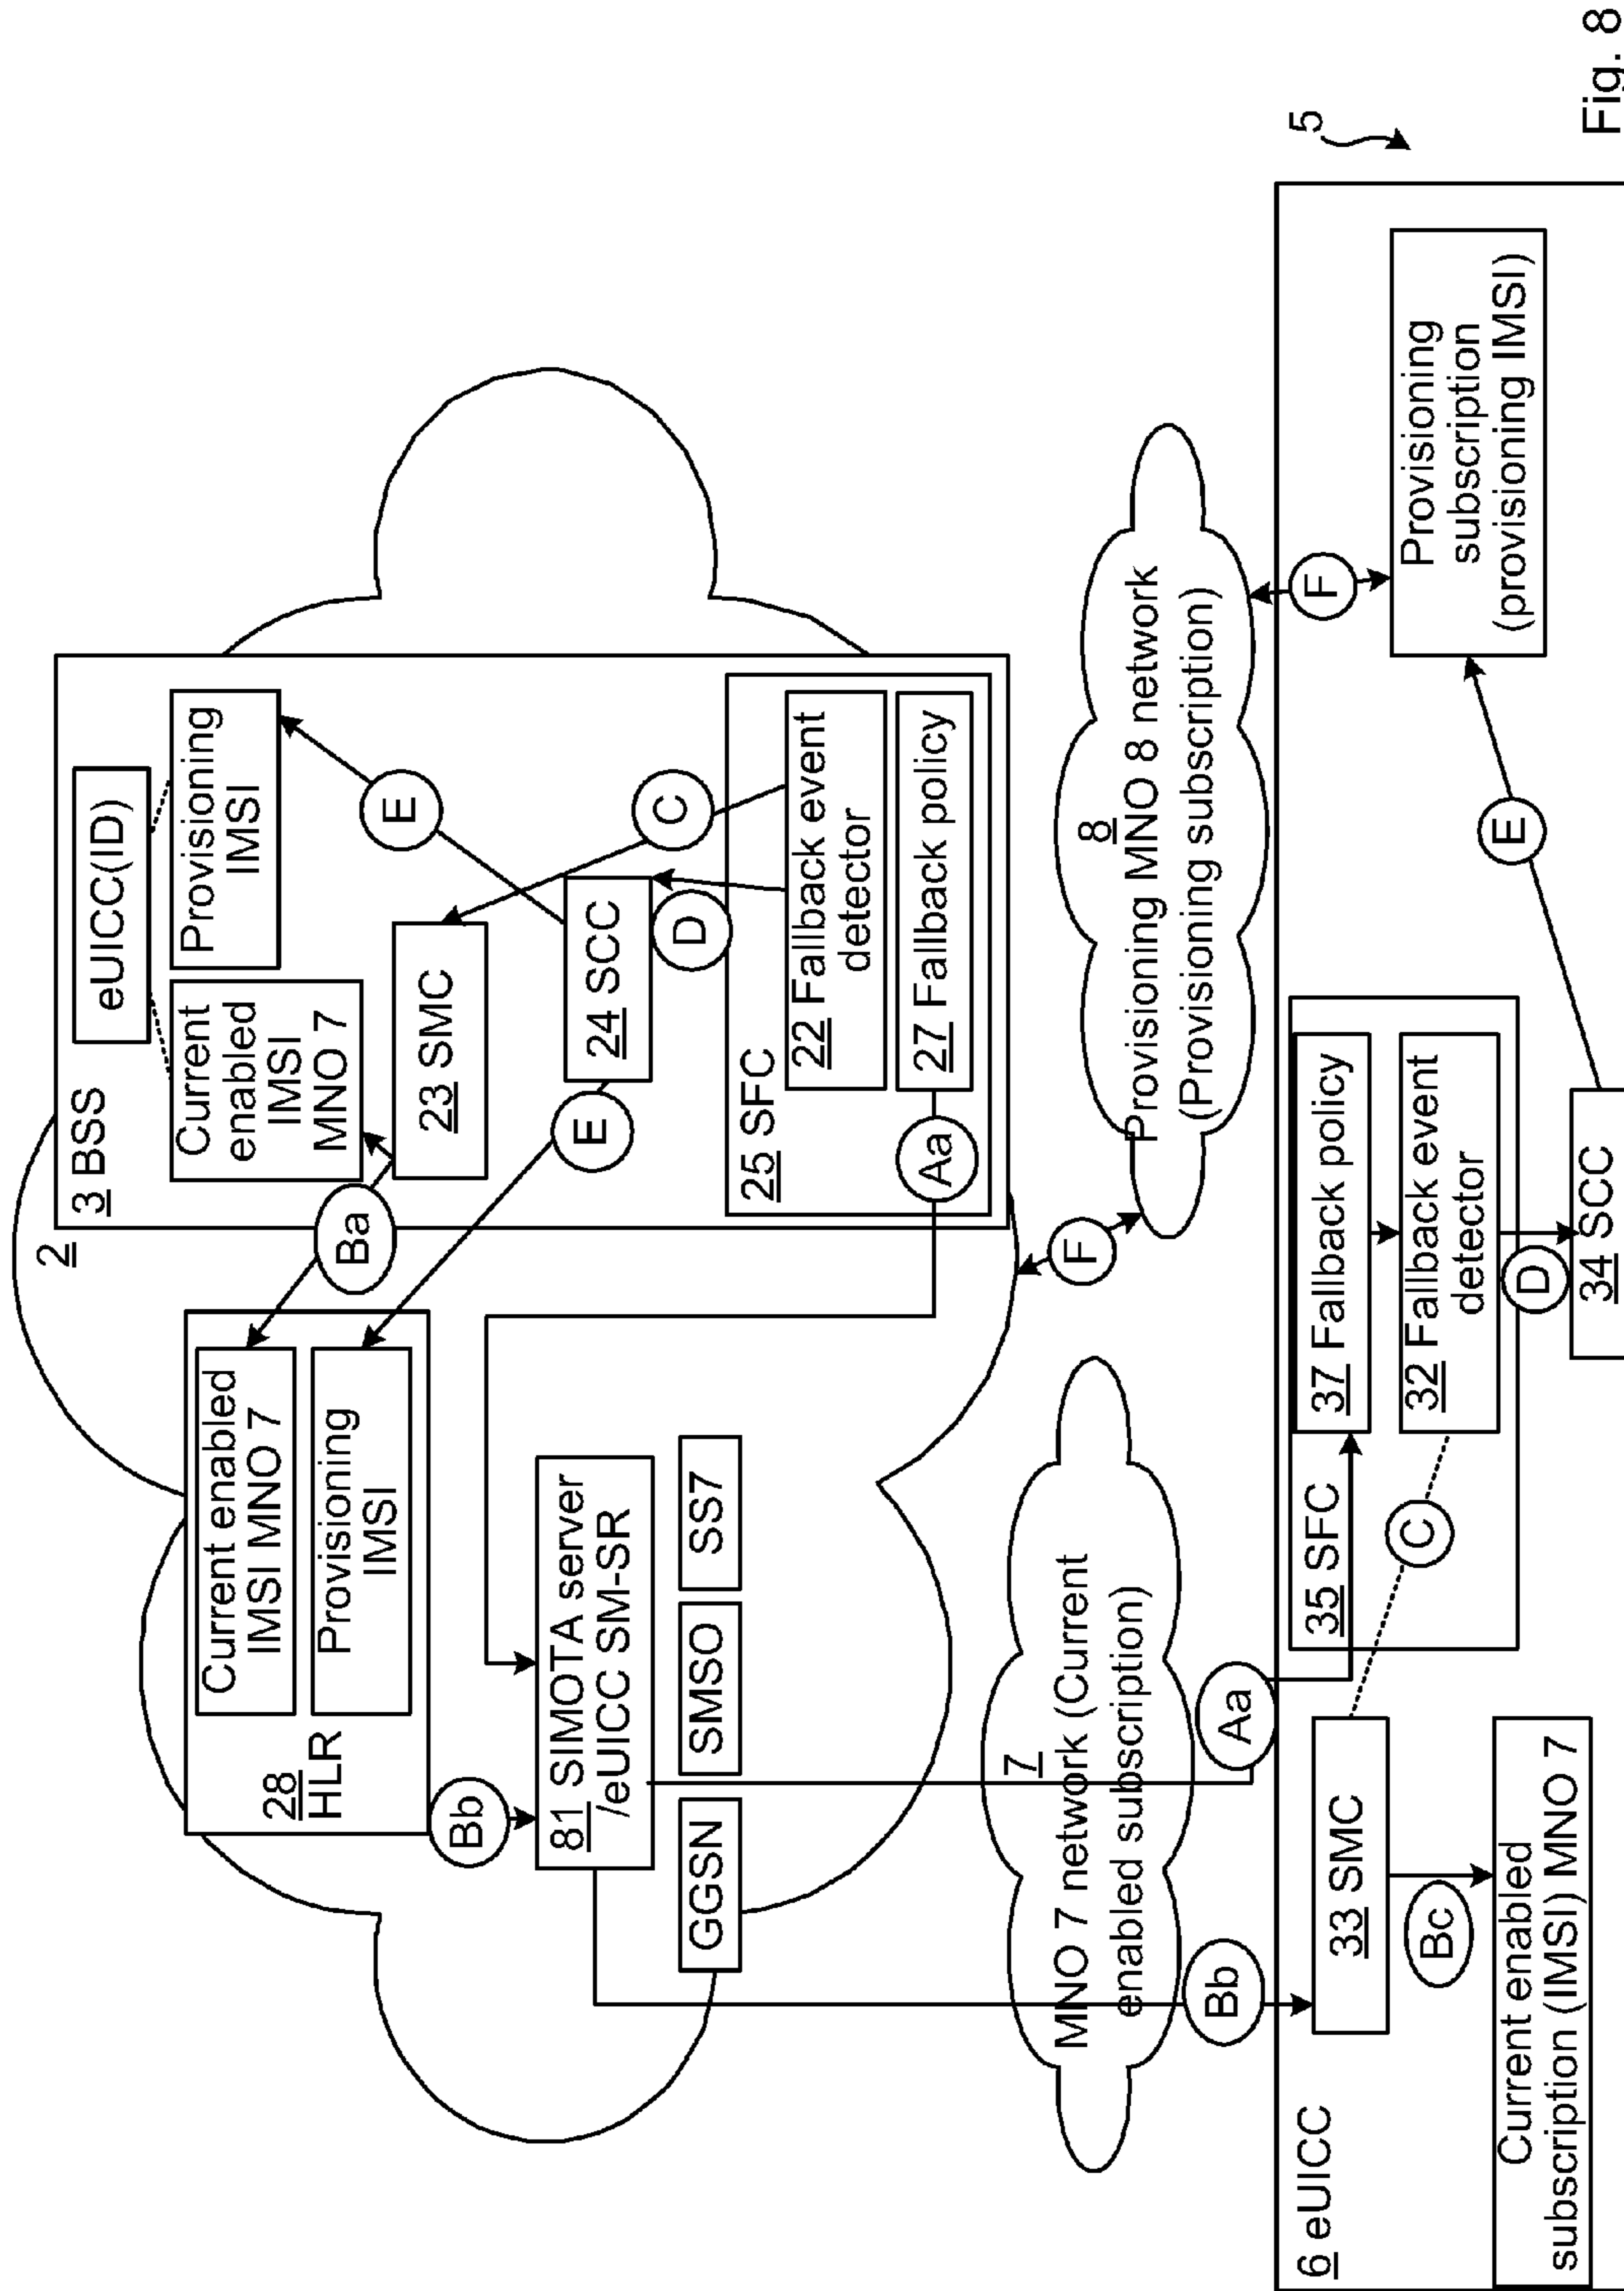 2
3 BSS
eUICC(ID)
Current
enabled
IMSI
MNO 7
Provisioning
IMSI
23 SMC
24 SCC
25 SFC
22 Fallback event
detector
27 Fallback policy
Ba
E
E
C
D
Aa
28
HLR
Current enabled
IMSI MNO 7
Provisioning
IMSI
Bb
81 SIMOTA server
/eUICC SM-SR
GGSN
SMSO
SS7
F
7
MNO 7 network (Current
enabled subscription)
8
Provisioning MNO 8 network
(Provisioning subscription)
Bb
Aa
F
5
6 eUICC
33 SMC
Bc
Current enabled
subscription (IMSI) MNO 7
35 SFC
37 Fallback policy
32 Fallback event
detector
C
D
34 SCC
E
Provisioning
subscription
(provisioning IMSI)
Fig. 8